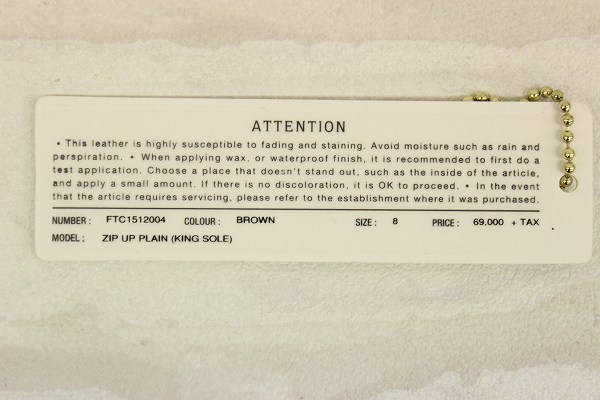 ATTENTION
• This leather is highly susceptible to fading and staining. Avoid moisture such as rain and
perspiration. • When applying wax, or waterproof finish, it is recommended to first do a
test application. Choose a place that doesn't stand out, such as the inside of the article,
and apply a small amount. If there is no discoloration, it is OK to proceed. • In the event
that the article requires servicing, please refer to the establishment where it was purchased.
NUMBER : FTC1512004 COLOUR : BROWN SIZE : 8 PRICE : 69,000 + TAX
MODEL : ZIP UP PLAIN (KING SOLE)